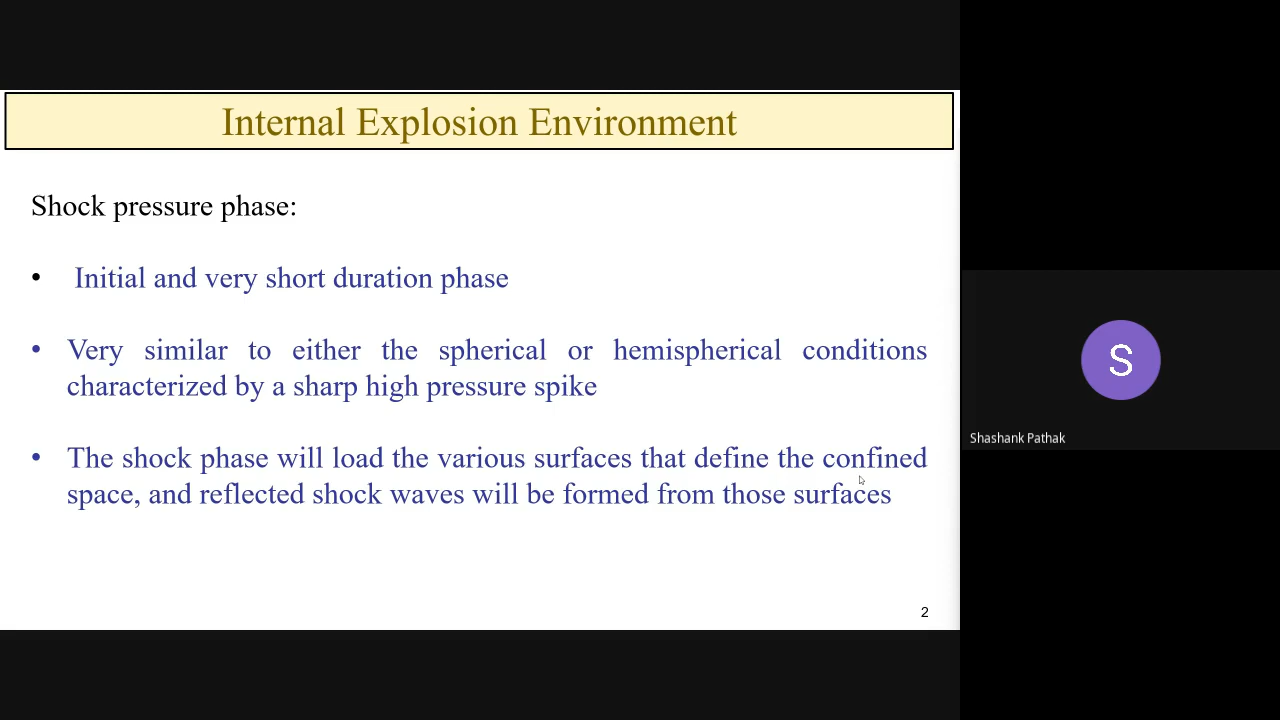 Internal Explosion Environment
Shock pressure phase:
• Initial and very short duration phase
• Very similar to either the spherical or hemispherical conditions
characterized by a sharp high pressure spike
• The shock phase will load the various surfaces that define the confined
space, and reflected shock waves will be formed from those surfaces
2
S
Shashank Pathak